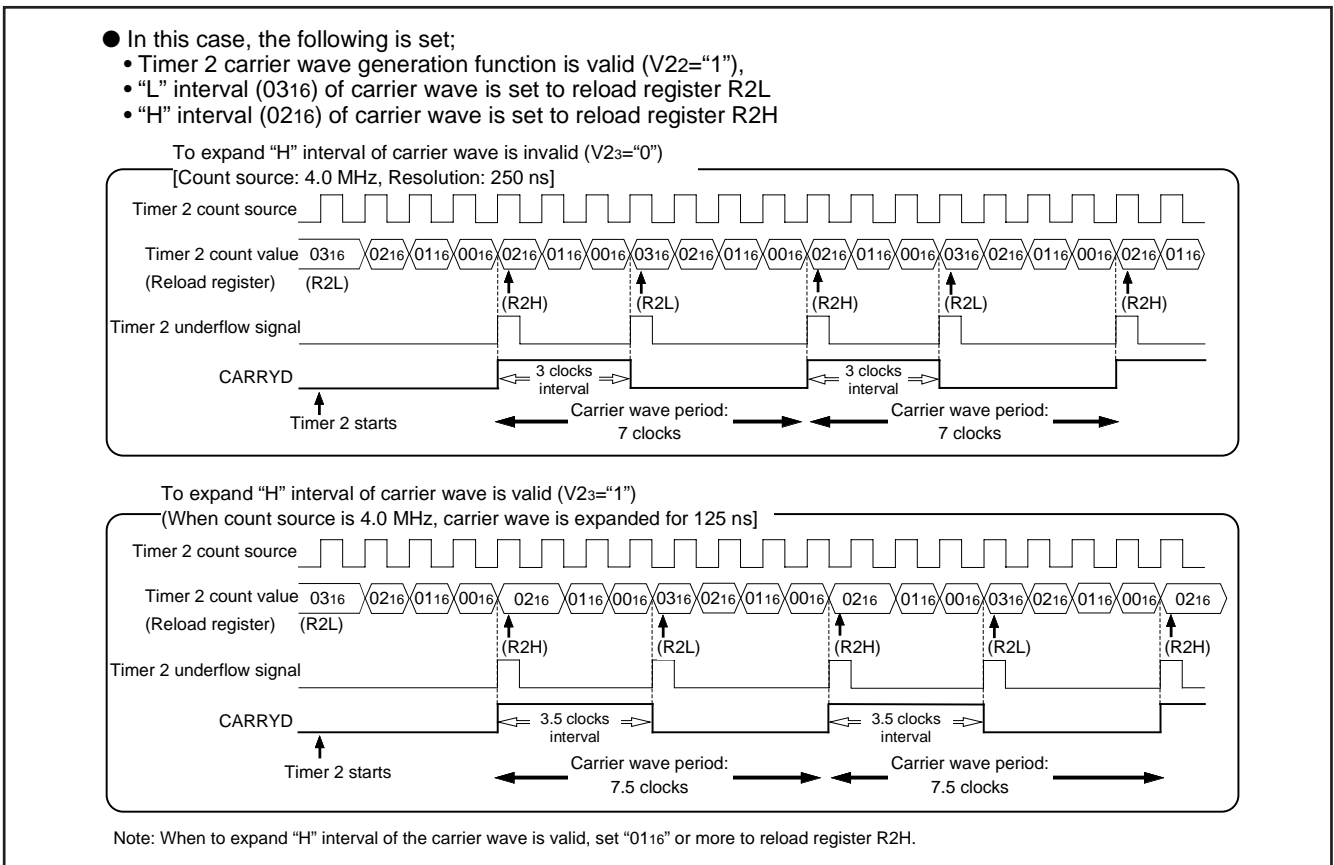 ● In this case, the following is set;
• Timer 2 carrier wave generation function is valid (V22=“1”),
• “L” interval (0316) of carrier wave is set to reload register R2L
• “H” interval (0216) of carrier wave is set to reload register R2H
To expand “H” interval of carrier wave is invalid (V23=“0”)
[Count source: 4.0 MHz, Resolution: 250 ns]
Timer 2 count source
Timer 2 count value 0316 0216 0116 0016 0216 0116 0016 0316 0216 0116 0016 0216 0116 0016 0316 0216 0116 0016 0216 0116
(Reload register) (R2L)
(R2H) (R2L) (R2H) (R2L) (R2H)
Timer 2 underflow signal
CARRYD
3 clocks interval
3 clocks interval
Timer 2 starts
Carrier wave period:
7 clocks
Carrier wave period:
7 clocks
To expand “H” interval of carrier wave is valid (V23=“1”)
(When count source is 4.0 MHz, carrier wave is expanded for 125 ns]
Timer 2 count source
Timer 2 count value 0316 0216 0116 0016 0216 0116 0016 0316 0216 0116 0016 0216 0116 0016 0316 0216 0116 0016 0216
(Reload register) (R2L)
(R2H) (R2L) (R2H) (R2L) (R2H)
Timer 2 underflow signal
CARRYD
3.5 clocks interval
3.5 clocks interval
Timer 2 starts
Carrier wave period:
7.5 clocks
Carrier wave period:
7.5 clocks
Note: When to expand “H” interval of the carrier wave is valid, set “0116” or more to reload register R2H.